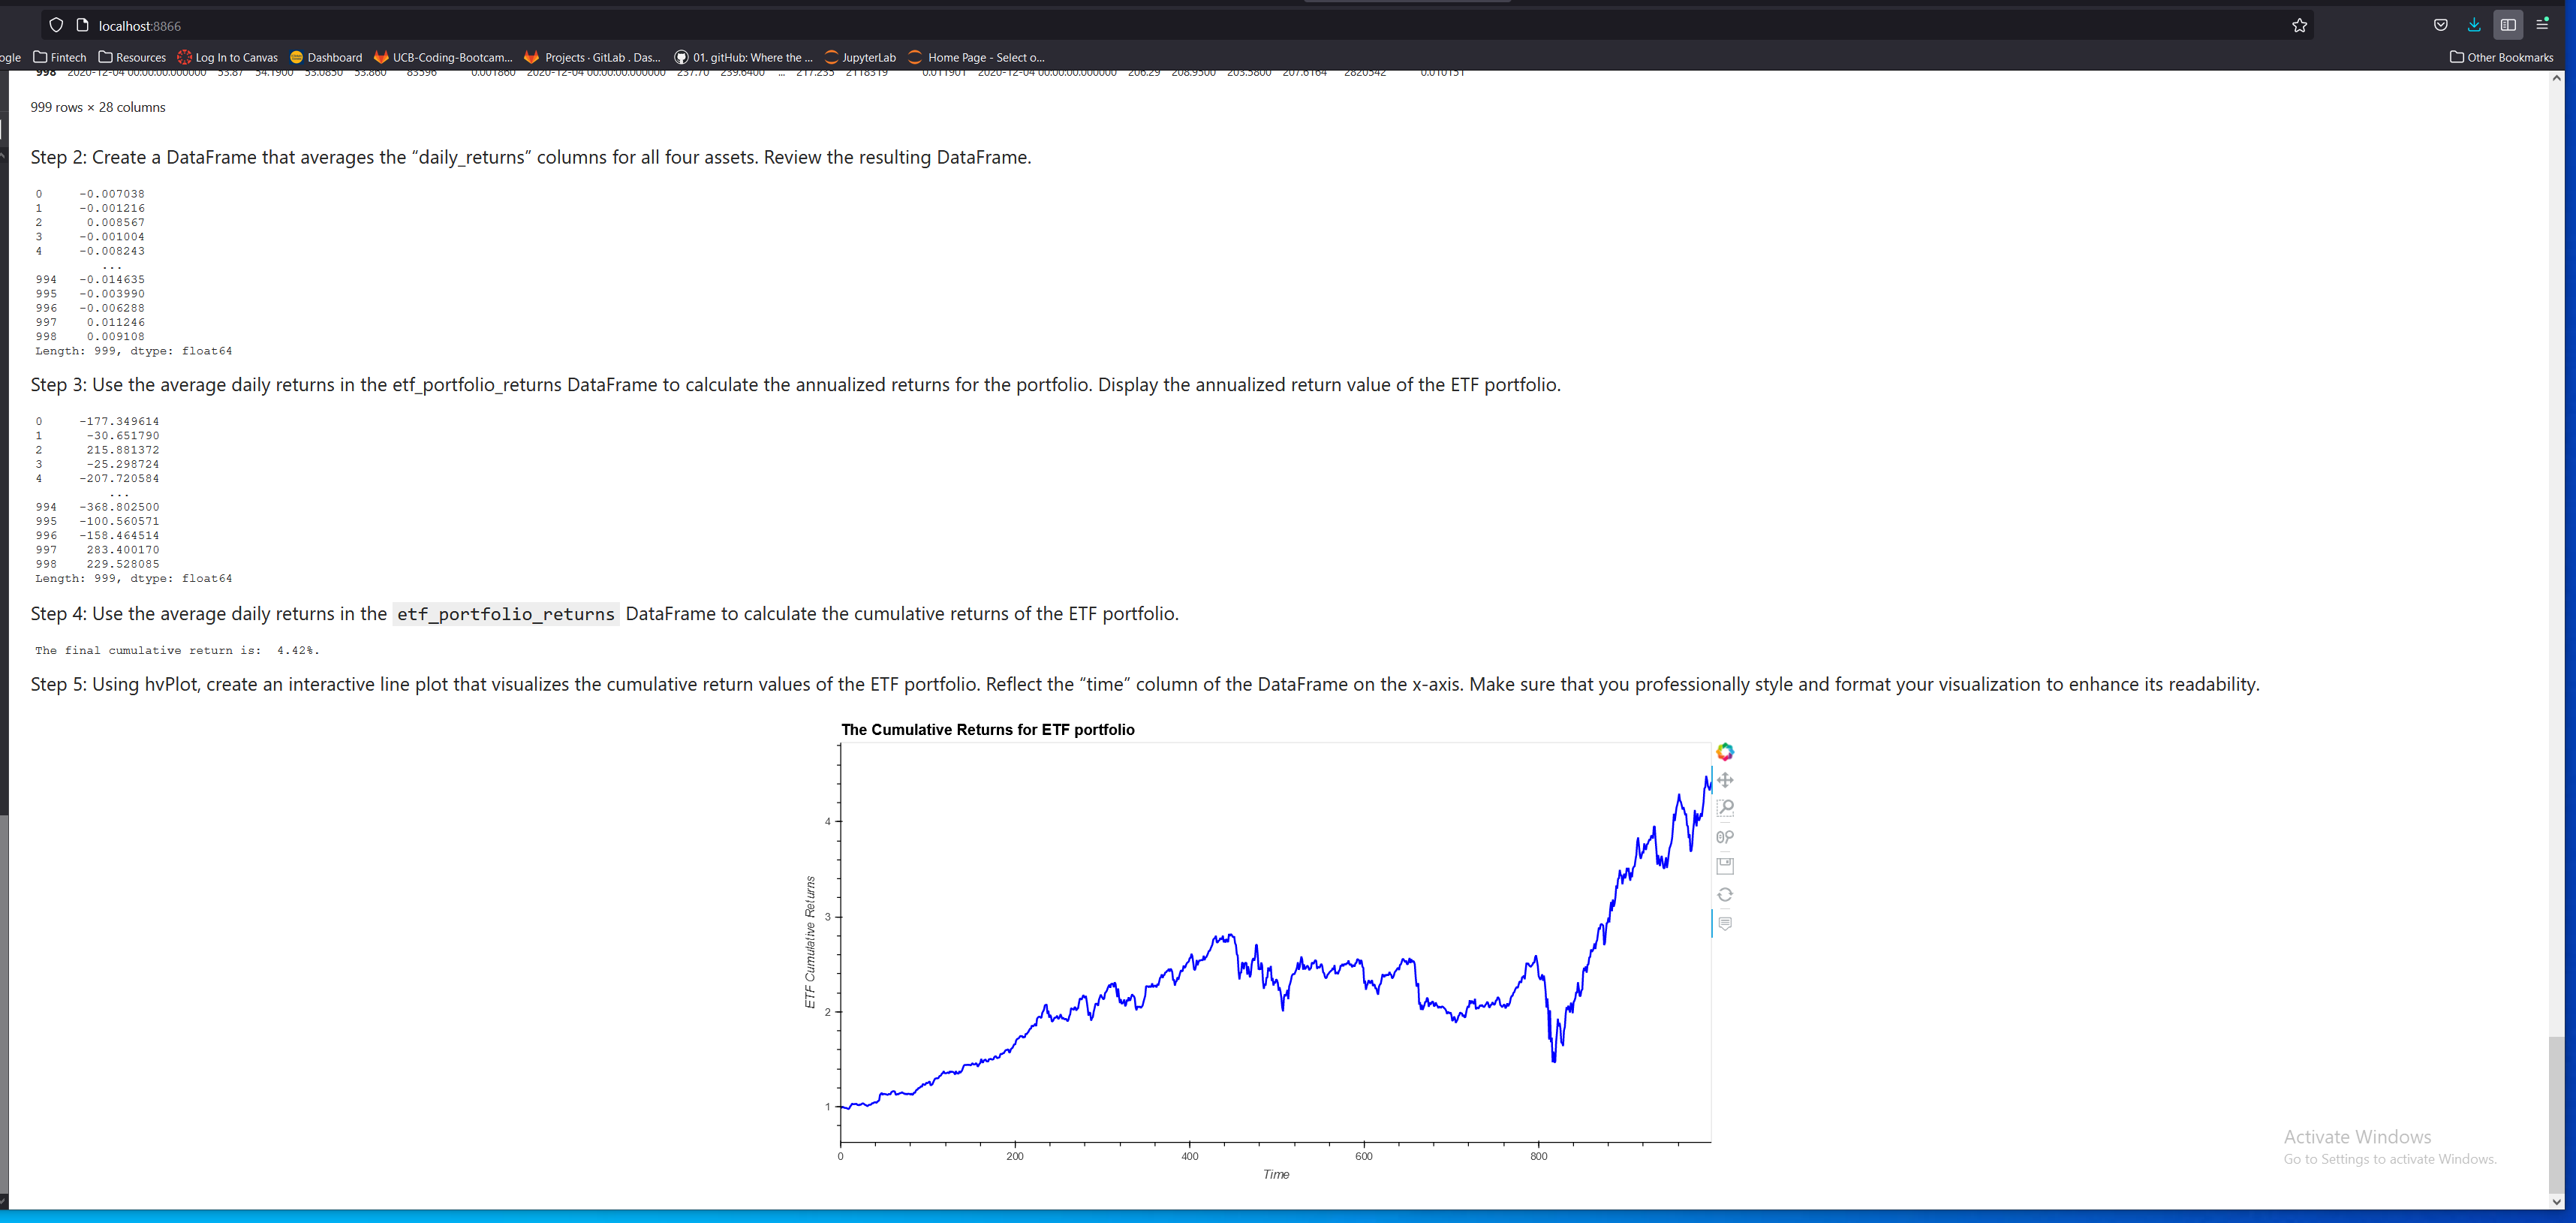 localhost:8866
ogle Fintech Resources Log In to Canvas Dashboard UCB-Coding-Bootcam... Projects · GitLab . Das... 01. gitHub: Where the ... JupyterLab Home Page - Select o... Other Bookmarks
998 2020-12-04 00:00:00.000000 53.87 54.1900 53.0850 53.860 83596 0.001860 2020-12-04 00:00:00.000000 237.70 239.6400 ... 217.235 2118319 0.011901 2020-12-04 00:00:00.000000 206.29 208.9500 203.5800 207.6164 2820542 0.010151
999 rows × 28 columns
Step 2: Create a DataFrame that averages the “daily_returns” columns for all four assets. Review the resulting DataFrame.
0 -0.007038
1 -0.001216
2 0.008567
3 -0.001004
4 -0.008243
...
994 -0.014635
995 -0.003990
996 -0.006288
997 0.011246
998 0.009108
Length: 999, dtype: float64
Step 3: Use the average daily returns in the etf_portfolio_returns DataFrame to calculate the annualized returns for the portfolio. Display the annualized return value of the ETF portfolio.
0 -177.349614
1 -30.651790
2 215.881372
3 -25.298724
4 -207.720584
...
994 -368.802500
995 -100.560571
996 -158.464514
997 283.400170
998 229.528085
Length: 999, dtype: float64
Step 4: Use the average daily returns in the etf_portfolio_returns DataFrame to calculate the cumulative returns of the ETF portfolio.
The final cumulative return is: 4.42%.
Step 5: Using hvPlot, create an interactive line plot that visualizes the cumulative return values of the ETF portfolio. Reflect the “time” column of the DataFrame on the x-axis. Make sure that you professionally style and format your visualization to enhance its readability.
The Cumulative Returns for ETF portfolio
4
3
2
1
ETF Cumulative Returns
0 200 400 600 800
Time
Activate Windows
Go to Settings to activate Windows.